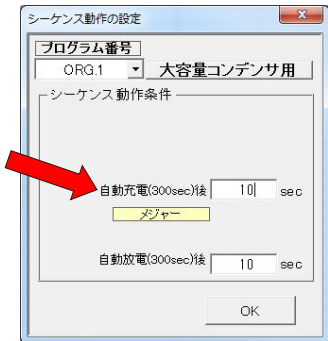 シーケンス動作の設定
プログラム番号
ORG.1 大容量コンデンサ用
シーケンス動作条件
自動充電(300sec)後 10 sec
メジャー
自動放電(300sec)後 10 sec
OK